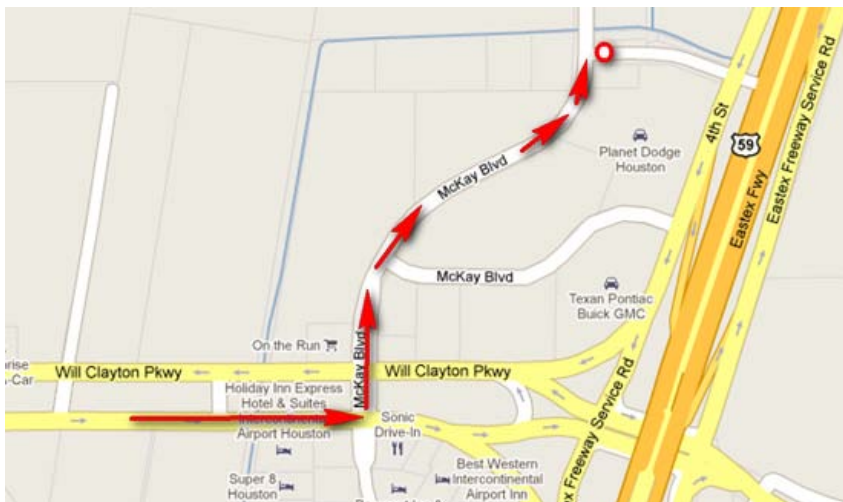 4th St
59
Eastex Freeway Service Rd
Eastex Fwy
Planet Dodge
Houston
McKay Blvd
McKay Blvd
Texan Pontiac
Buick GMC
On the Run
McKay Blvd
Will Clayton Pkwy
Will Clayton Pkwy
-Car
Holiday Inn Express
Hotel & Suites
Intercontinental
Airport Houston
Sonic
Drive-In
Super 8
Houston
Best Western
Intercontinental
Airport Inn
Freeway Service Rd